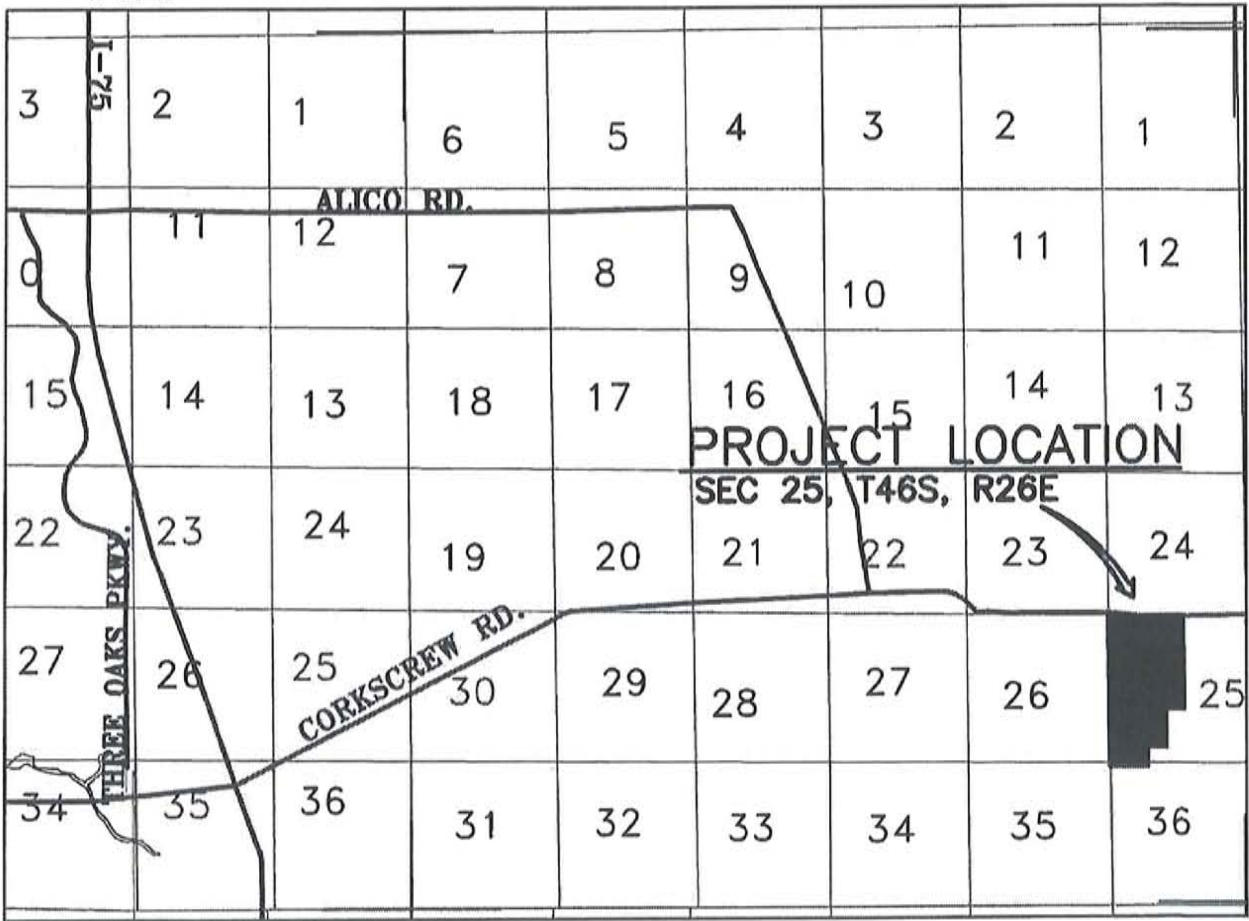 I-75
3 2 1 6 5 4 3 2 1
ALICO RD.
0 11 12 7 8 9 10 11 12
15 14 13 18 17 16 15 14 13
PROJECT LOCATION
SEC 25, T46S, R26E
22 23 24 19 20 21 22 23 24
THREE OAKS PKWY.
CORKSCREW RD.
27 26 25 30 29 28 27 26 25
34 35 36 31 32 33 34 35 36